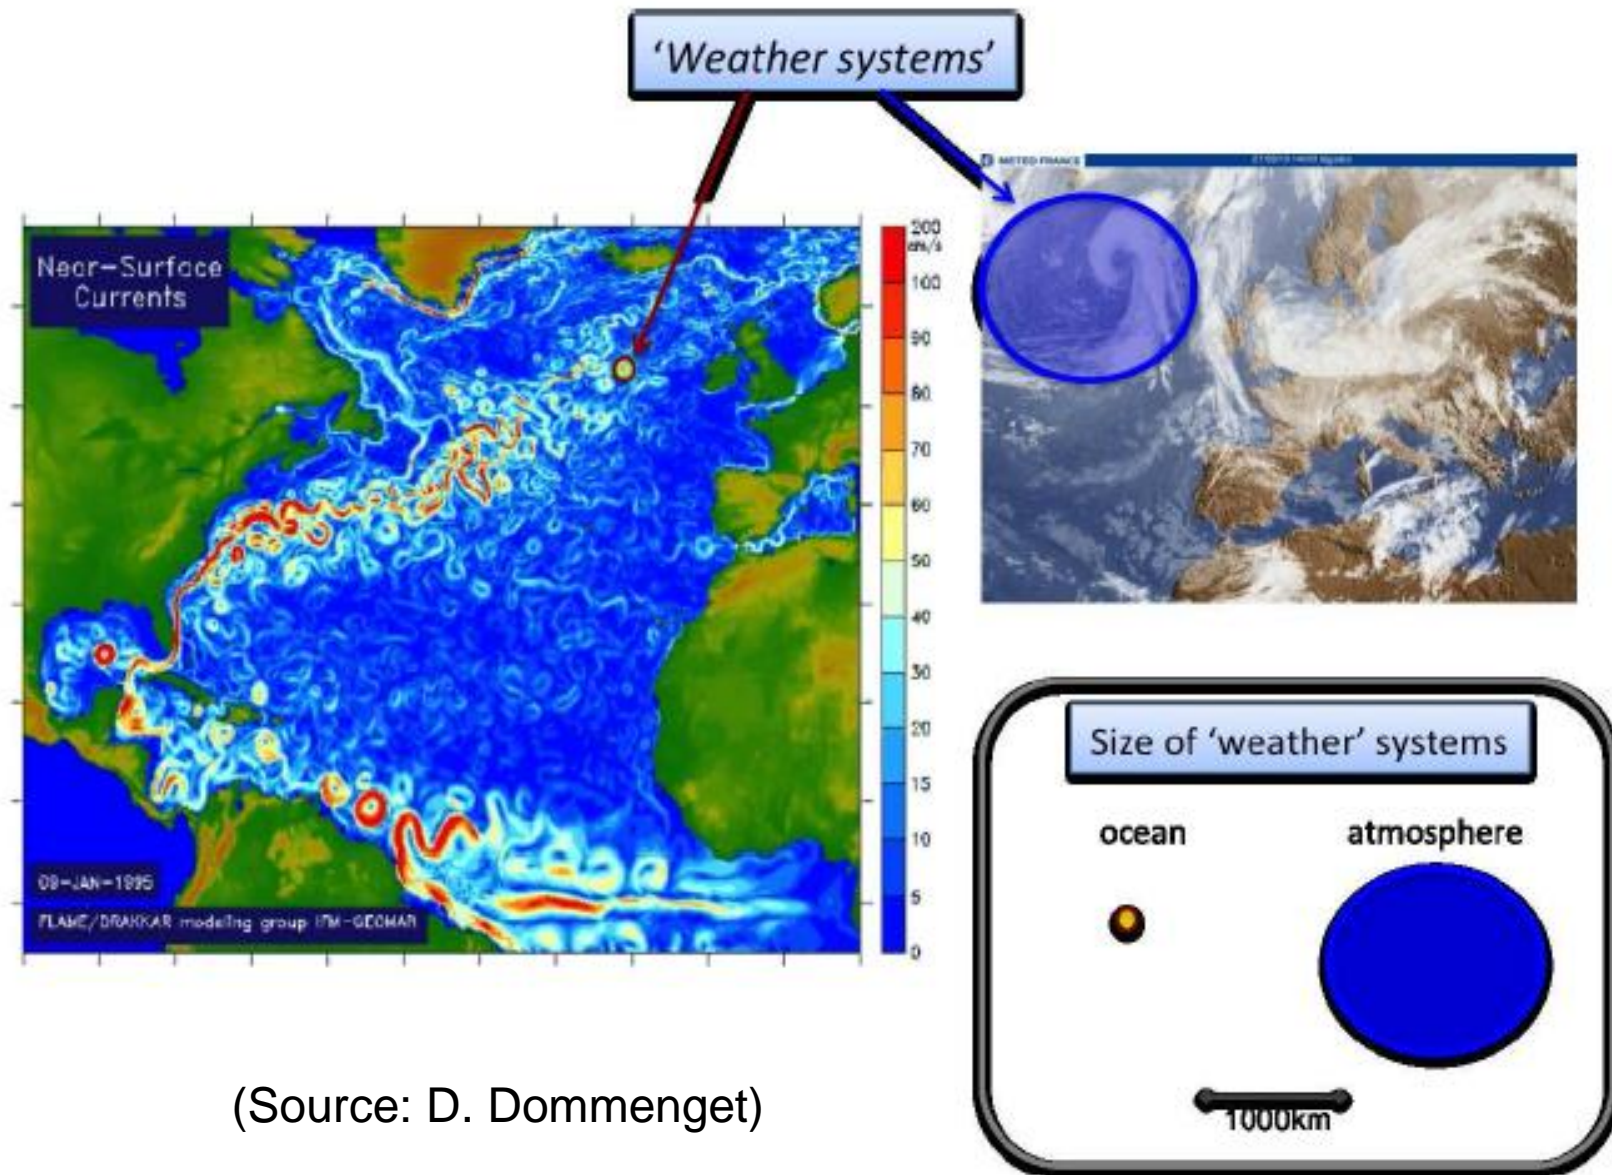 ‘Weather systems’
METEO FRANCE
Near-Surface
Currents
200
cm/s
100
90
80
70
60
50
40
30
20
15
10
5
0
09-JAN-1995
FLAME/DRAKKAR modeling group IFM-GEOMAR
Size of ‘weather’ systems
ocean
atmosphere
1000km
(Source: D. Dommenget)